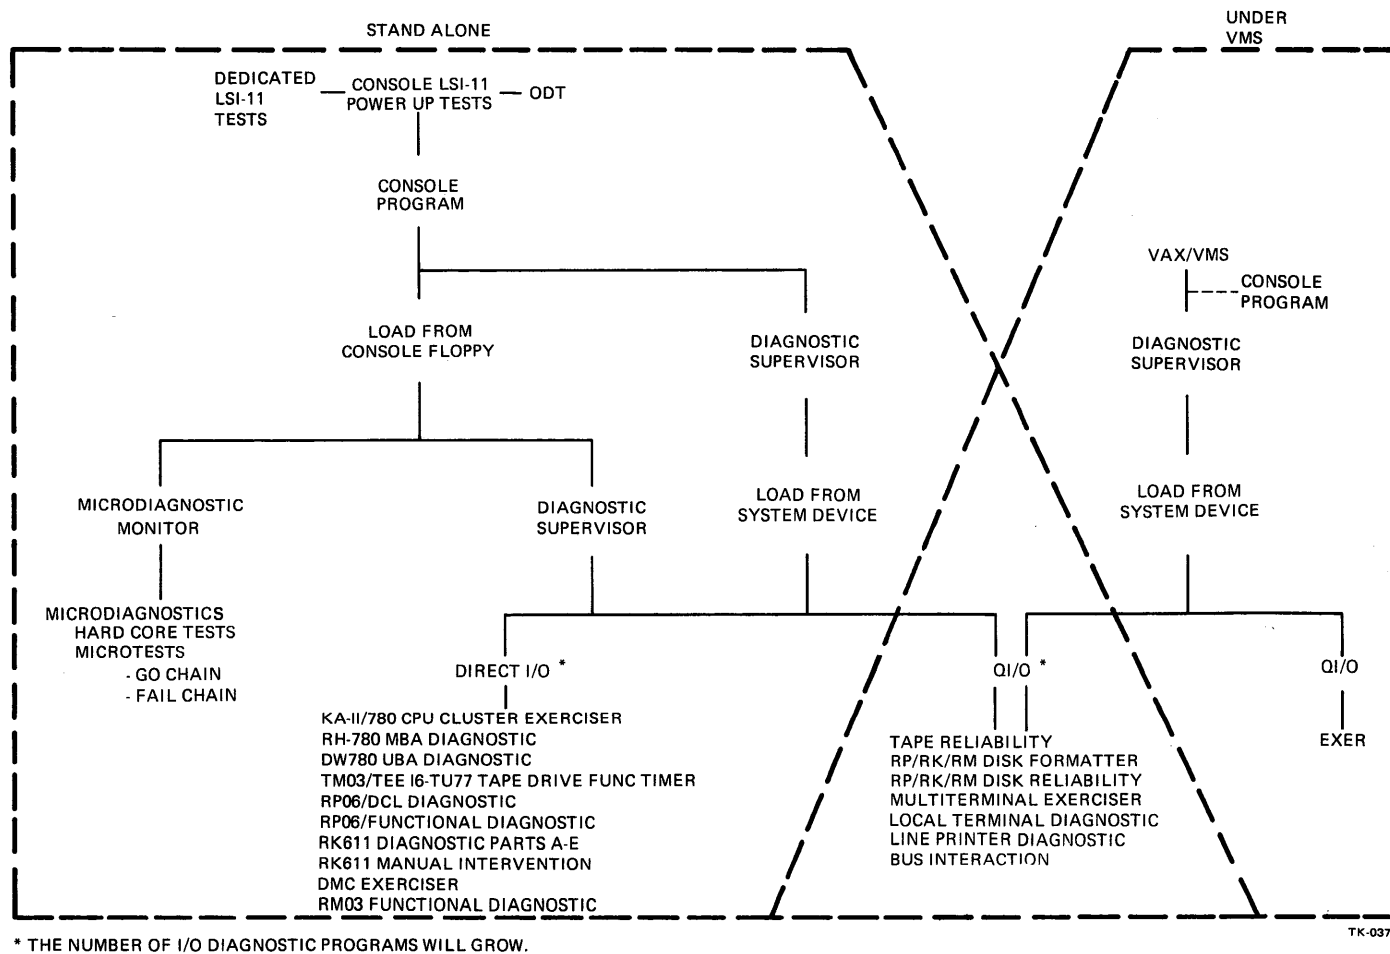 STAND ALONE
UNDER
VMS
DEDICATED
LSI-11
TESTS
CONSOLE LSI-11
POWER UP TESTS
ODT
CONSOLE
PROGRAM
LOAD FROM
CONSOLE FLOPPY
DIAGNOSTIC
SUPERVISOR
VAX/VMS
CONSOLE
PROGRAM
DIAGNOSTIC
SUPERVISOR
MICRODIAGNOSTIC
MONITOR
DIAGNOSTIC
SUPERVISOR
LOAD FROM
SYSTEM DEVICE
LOAD FROM
SYSTEM DEVICE
MICRODIAGNOSTICS
HARD CORE TESTS
MICROTESTS
- GO CHAIN
- FAIL CHAIN
DIRECT I/O *
KA-II/780 CPU CLUSTER EXERCISER
RH-780 MBA DIAGNOSTIC
DW780 UBA DIAGNOSTIC
TM03/TEE I6-TU77 TAPE DRIVE FUNC TIMER
RP06/DCL DIAGNOSTIC
RP06/FUNCTIONAL DIAGNOSTIC
RK611 DIAGNOSTIC PARTS A-E
RK611 MANUAL INTERVENTION
DMC EXERCISER
RM03 FUNCTIONAL DIAGNOSTIC
QI/O *
TAPE RELIABILITY
RP/RK/RM DISK FORMATTER
RP/RK/RM DISK RELIABILITY
MULTITERMINAL EXERCISER
LOCAL TERMINAL DIAGNOSTIC
LINE PRINTER DIAGNOSTIC
BUS INTERACTION
QI/O
EXER
* THE NUMBER OF I/O DIAGNOSTIC PROGRAMS WILL GROW.
TK-037